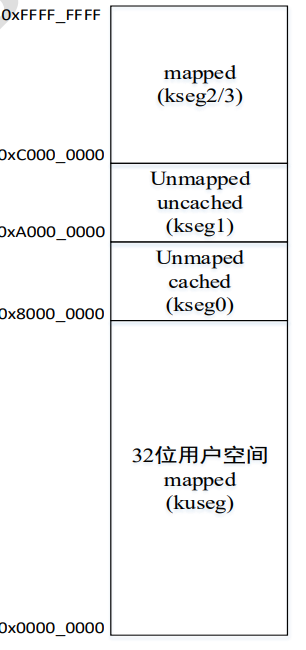 0xFFFF_FFFF
mapped
(kseg2/3)
0xC000_0000
Unmapped
uncached
(kseg1)
0xA000_0000
Unmaped
cached
(kseg0)
0x8000_0000
32位用户空间
mapped
(kuseg)
0x0000_0000